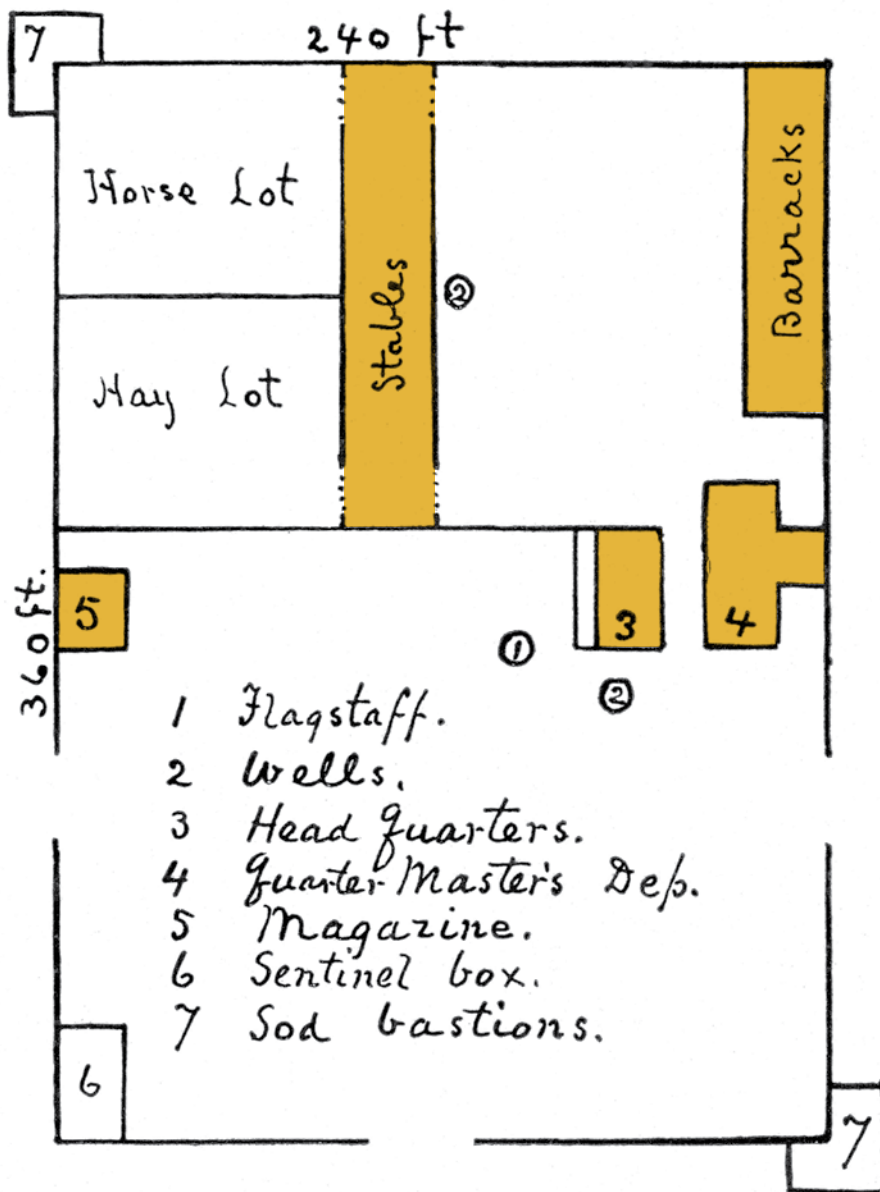 7
240 ft
Horse Lot
Stables
Barracks
②
Hay Lot
360 ft.
5
3
4
①
②
1 Flagstaff.
2 Wells.
3 Head quarters.
4 Quarter Master's Dep.
5 Magazine.
6 Sentinel box.
7 Sod bastions.
6
7